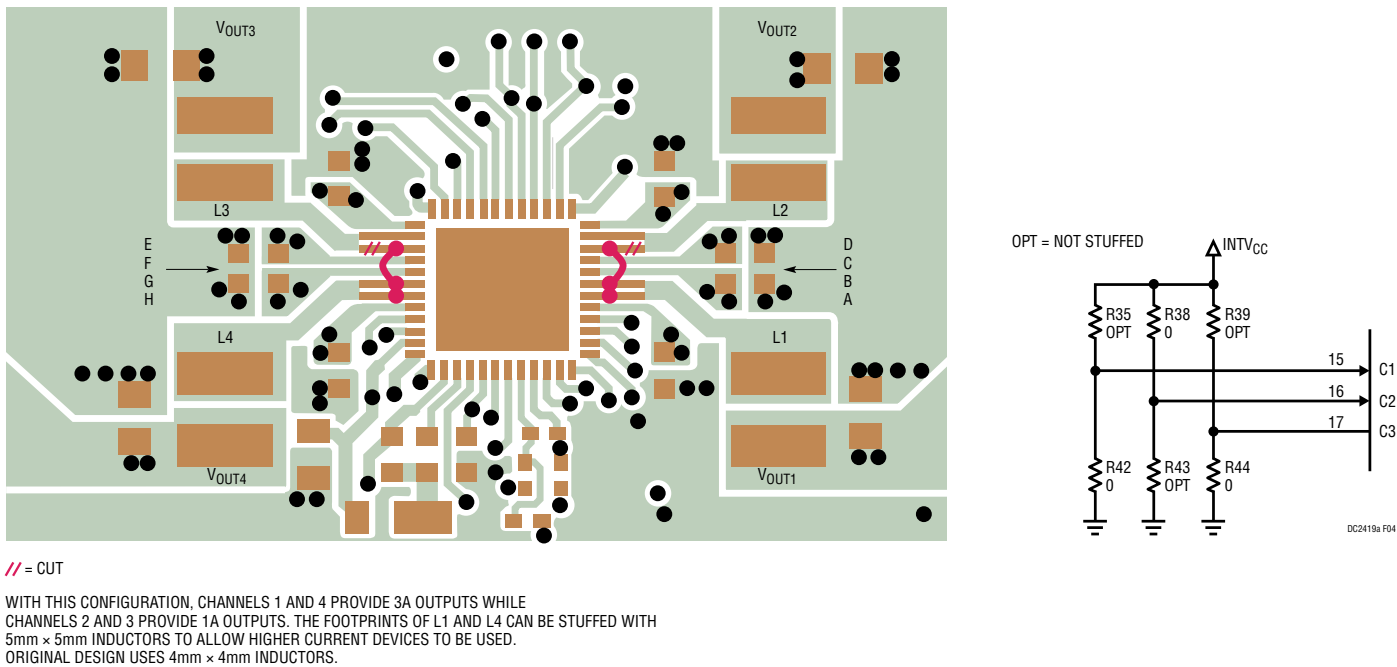 VOUT3
VOUT2
L3
L2
E
F
G
H
D
C
B
A
L4
L1
VOUT4
VOUT1
OPT = NOT STUFFED
INTVCC
R35
OPT
R38
0
R39
OPT
15
C1
16
C2
17
C3
R42
0
R43
OPT
R44
0
DC2419a F04
// = CUT
WITH THIS CONFIGURATION, CHANNELS 1 AND 4 PROVIDE 3A OUTPUTS WHILE
CHANNELS 2 AND 3 PROVIDE 1A OUTPUTS. THE FOOTPRINTS OF L1 AND L4 CAN BE STUFFED WITH
5mm × 5mm INDUCTORS TO ALLOW HIGHER CURRENT DEVICES TO BE USED.
ORIGINAL DESIGN USES 4mm × 4mm INDUCTORS.